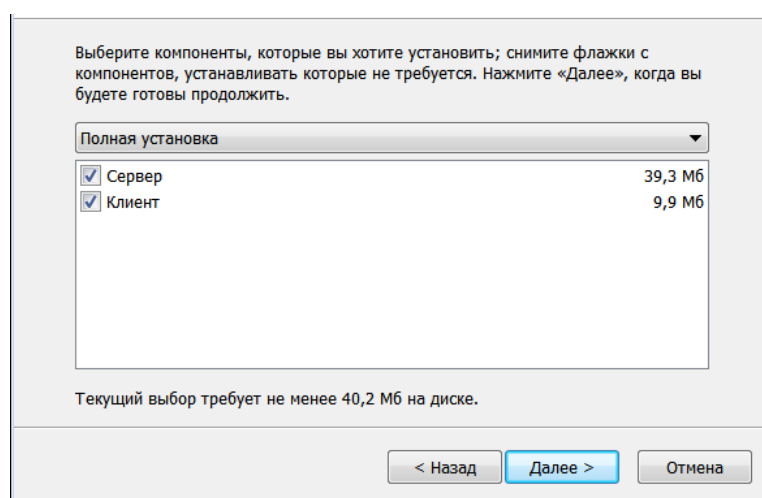 Выберите компоненты, которые вы хотите установить; снимите флажки с
компонентов, устанавливать которые не требуется. Нажмите «Далее», когда вы
будете готовы продолжить.
Полная установка
Сервер 39,3 Мб
Клиент 9,9 Мб
Текущий выбор требует не менее 40,2 Мб на диске.
< Назад Далее > Отмена